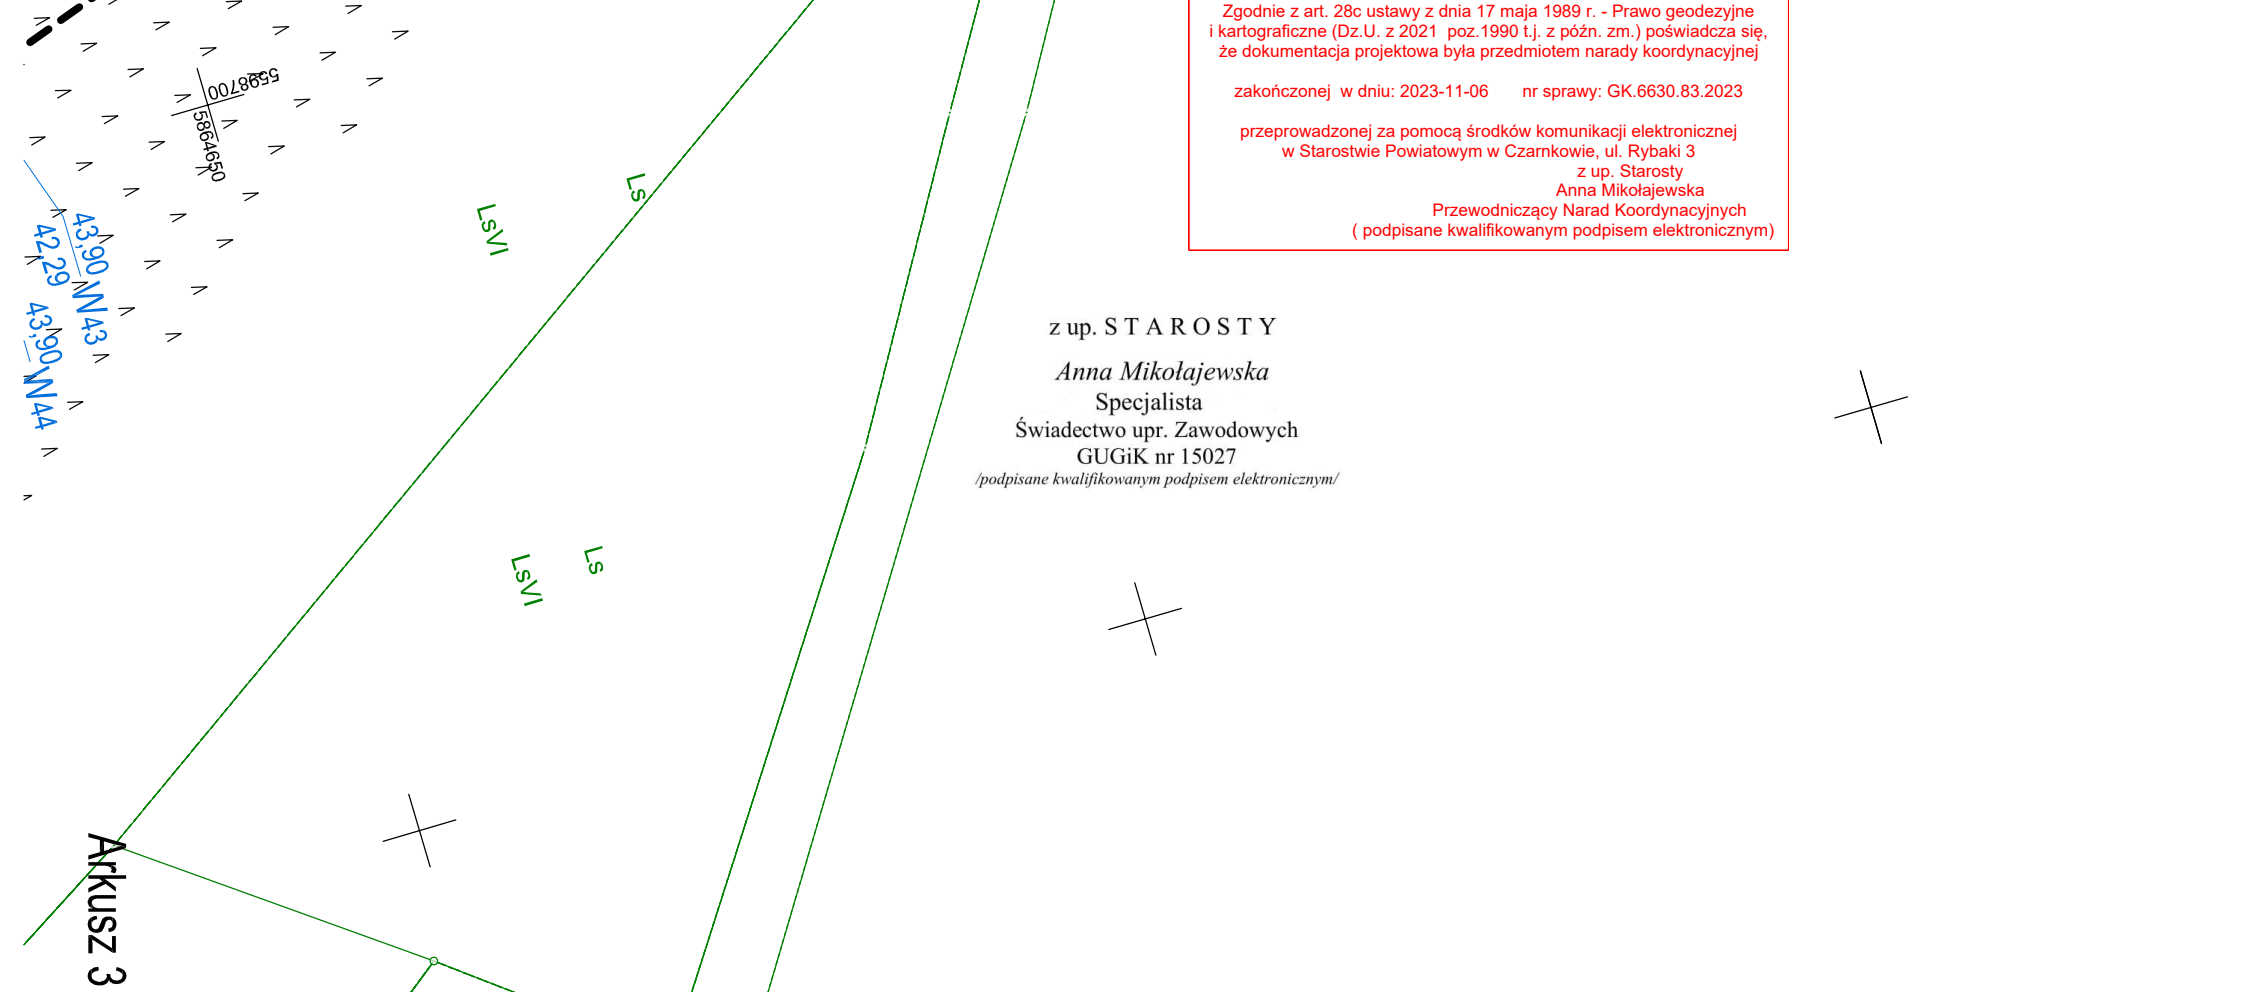 Zgodnie z art. 28c ustawy z dnia 17 maja 1989 r. - Prawo geodezyjne
i kartograficzne (Dz.U. z 2021 poz.1990 t.j. z późn. zm.) poświadcza się,
że dokumentacja projektowa była przedmiotem narady koordynacyjnej
zakończonej w dniu: 2023-11-06 nr sprawy: GK.6630.83.2023
przeprowadzonej za pomocą środków komunikacji elektronicznej
w Starostwie Powiatowym w Czarnkowie, ul. Rybaki 3
z up. Starosty
Anna Mikołajewska
Przewodniczący Narad Koordynacyjnych
( podpisane kwalifikowanym podpisem elektronicznym)
z up. S T A R O S T Y
Anna Mikołajewska
Specjalista
Świadectwo upr. Zawodowych
GUGiK nr 15027
/podpisane kwalifikowanym podpisem elektronicznym/
5598700
5864650
43,90 W43
42,29
43,90 W44
LsVI
Ls
LsVI
Ls
Arkusz 3